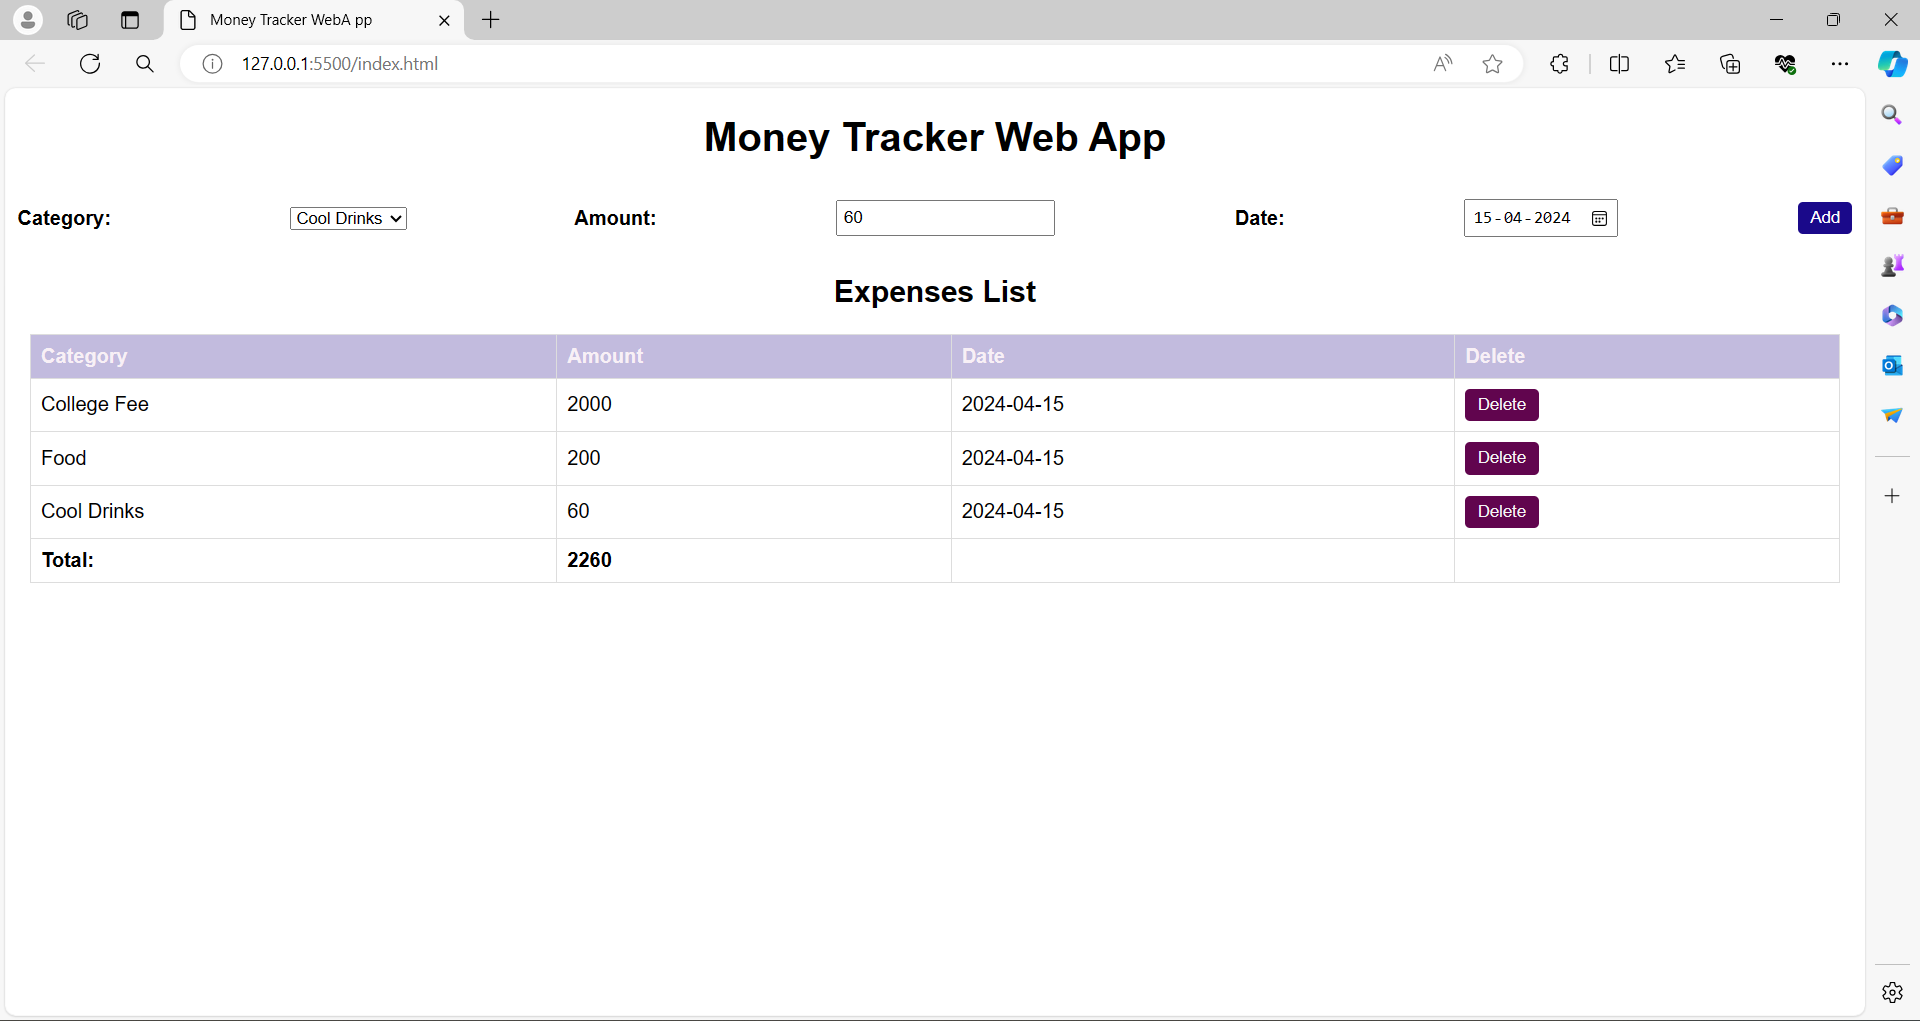 Money Tracker WebA pp
127.0.0.1:5500/index.html
Money Tracker Web App
Category: Cool Drinks Amount: 60 Date: 15-04-2024 Add
Expenses List
Category Amount Date Delete
College Fee 2000 2024-04-15 Delete
Food 200 2024-04-15 Delete
Cool Drinks 60 2024-04-15 Delete
Total: 2260